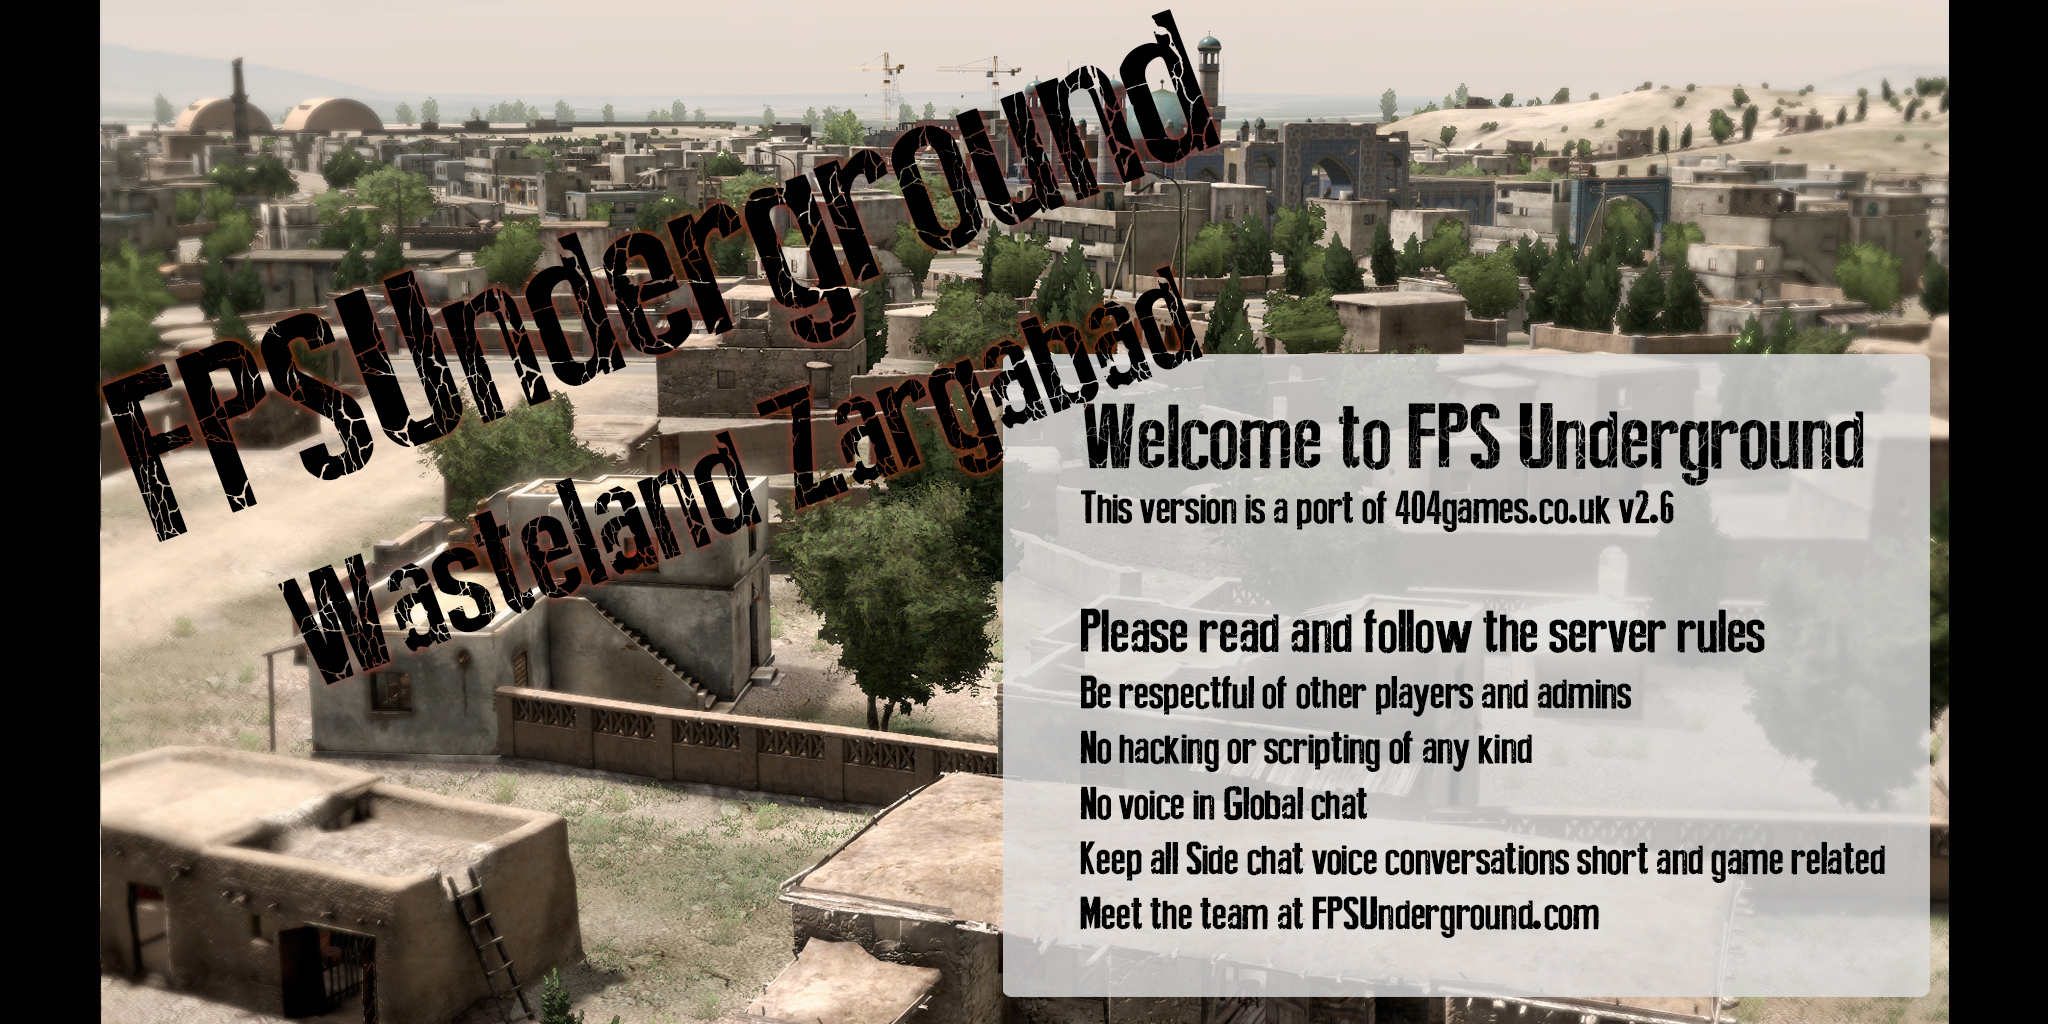 FPSUnderground
Wasteland Zargabad
Welcome to FPS Underground
This version is a port of 404games.co.uk v2.6
Please read and follow the server rules
Be respectful of other players and admins
No hacking or scripting of any kind
No voice in Global chat
Keep all Side chat voice conversations short and game related
Meet the team at FPSUnderground.com